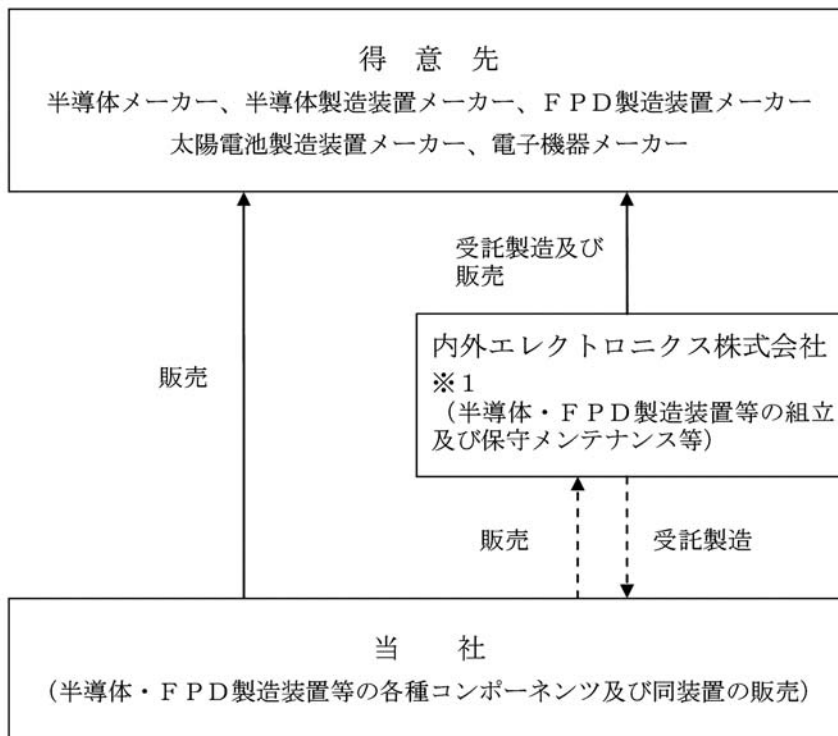 得　意　先
半導体メーカー、半導体製造装置メーカー、ＦＰＤ製造装置メーカー
太陽電池製造装置メーカー、電子機器メーカー
受託製造及び
販売
販売
内外エレクトロニクス株式会社
※１
（半導体・ＦＰＤ製造装置等の組立
及び保守メンテナンス等）
販売
受託製造
当　　社
（半導体・ＦＰＤ製造装置等の各種コンポーネンツ及び同装置の販売）